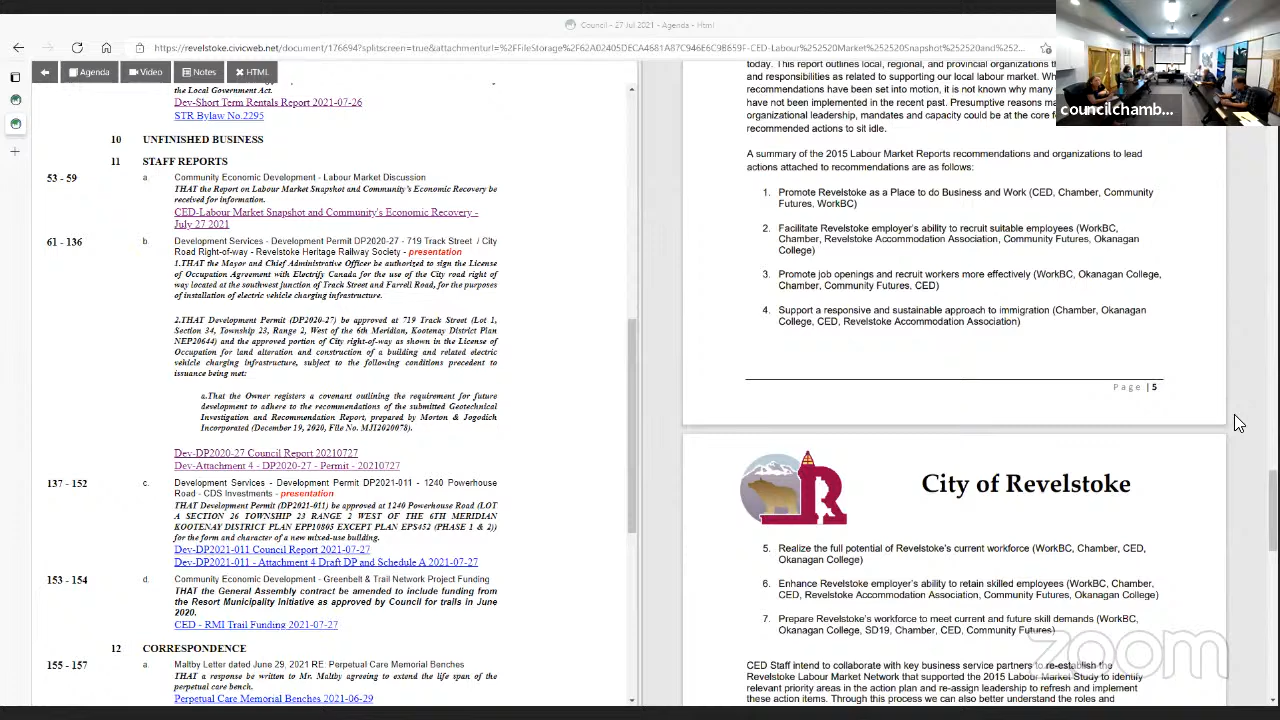 Council - 27 Jul 2021 - Agenda - Html
https://revelstoke.civicweb.net/document/176694?splitscreen=true&attachmenturl=%2FFileStorage%2F62A02405DECA4681A87C946E6C9B659F-CED-Labour%2520Market%2520Snapshot%2520and%252...
Agenda
Video
Notes
HTML
the Local Government Act.
Dev-Short Term Rentals Report 2021-07-26
STR Bylaw No.2295
10 UNFINISHED BUSINESS
11 STAFF REPORTS
53 - 59 a. Community Economic Development - Labour Market Discussion
THAT the Report on Labour Market Snapshot and Community's Economic Recovery be
received for information.
CED-Labour Market Snapshot and Community's Economic Recovery -
July 27 2021
61 - 136 b. Development Services - Development Permit DP2020-27 - 719 Track Street / City
Road Right-of-way - Revelstoke Heritage Railway Society - presentation
1.THAT the Mayor and Chief Administrative Officer be authorized to sign the License
of Occupation Agreement with Electrify Canada for the use of the City road right of
way located at the southwest junction of Track Street and Farrell Road, for the purposes
of installation of electric vehicle charging infrastructure.
2.THAT Development Permit (DP2020-27) be approved at 719 Track Street (Lot 1,
Section 34, Township 23, Range 2, West of the 6th Meridian, Kootenay District Plan
NEP20644) and the approved portion of City right-of-way as shown in the License of
Occupation for land alteration and construction of a building and related electric
vehicle charging infrastructure, subject to the following conditions precedent to
issuance being met:
a.That the Owner registers a covenant outlining the requirement for future
development to adhere to the recommendations of the submitted Geotechnical
Investigation and Recommendation Report, prepared by Morton & Jogodich
Incorporated (December 19, 2020, File No. MJI2020078).
Dev-DP2020-27 Council Report 20210727
Dev-Attachment 4 - DP2020-27 - Permit - 20210727
137 - 152 c. Development Services - Development Permit DP2021-011 - 1240 Powerhouse
Road - CDS Investments - presentation
THAT Development Permit (DP2021-011) be approved at 1240 Powerhouse Road (LOT
A SECTION 26 TOWNSHIP 23 RANGE 2 WEST OF THE 6TH MERIDIAN
KOOTENAY DISTRICT PLAN EPP10805 EXCEPT PLAN EPS452 (PHASE 1 & 2))
for the form and character of a new mixed-use building.
Dev-DP2021-011 Council Report 2021-07-27
Dev-DP2021-011 - Attachment 4 Draft DP and Schedule A 2021-07-27
153 - 154 d. Community Economic Development - Greenbelt & Trail Network Project Funding
THAT the General Assembly contract be amended to include funding from
the Resort Municipality Initiative as approved by Council for trails in June
2020.
CED - RMI Trail Funding 2021-07-27
12 CORRESPONDENCE
155 - 157 a. Maltby Letter dated June 29, 2021 RE: Perpetual Care Memorial Benches
THAT a response be written to Mr. Maltby agreeing to extend the life span of the
perpetual care bench.
Perpetual Care Memorial Benches 2021-06-29
today. This report outlines local, regional, and provincial organizations
and responsibilities as related to supporting our local labour market.
recommendations have been set into motion, it is not known why many
have not been implemented in the recent past. Presumptive reasons
organizational leadership, mandates and capacity could be at the core
recommended actions to sit idle.
A summary of the 2015 Labour Market Reports recommendations and organizations to lead
actions attached to recommendations are as follows:
1. Promote Revelstoke as a Place to do Business and Work (CED, Chamber, Community
Futures, WorkBC)
2. Facilitate Revelstoke employer's ability to recruit suitable employees (WorkBC,
Chamber, Revelstoke Accommodation Association, Community Futures, Okanagan
College)
3. Promote job openings and recruit workers more effectively (WorkBC, Okanagan College,
Chamber, Community Futures, CED)
4. Support a responsive and sustainable approach to immigration (Chamber, Okanagan
College, CED, Revelstoke Accommodation Association)
Page | 5
R
City of Revelstoke
5. Realize the full potential of Revelstoke's current workforce (WorkBC, Chamber, CED,
Okanagan College)
6. Enhance Revelstoke employer's ability to retain skilled employees (WorkBC, Chamber,
CED, Revelstoke Accommodation Association, Community Futures, Okanagan College)
7. Prepare Revelstoke's workforce to meet current and future skill demands (WorkBC,
Okanagan College, SD19, Chamber, CED, Community Futures)
CED Staff intend to collaborate with key business service partners to re-establish the
Revelstoke Labour Market Network that supported the 2015 Labour Market Study to identify
relevant priority areas in the action plan and re-assign leadership to refresh and implement
these action items. Through this process we can also better understand the roles and
councilchamb...
zoom